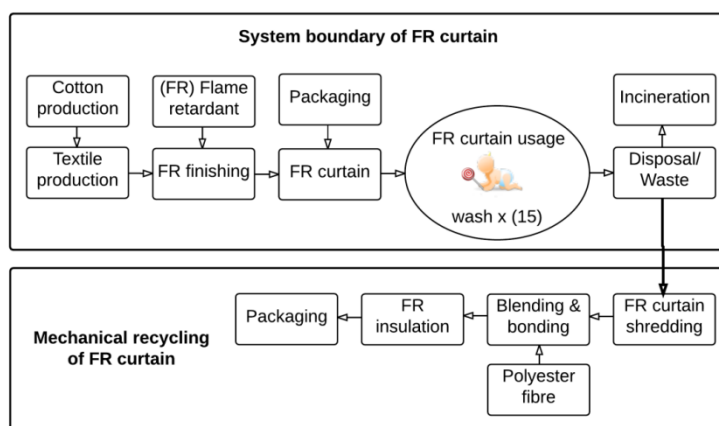 System boundary of FR curtain
Cotton
production
(FR) Flame
retardant
Packaging
Incineration
FR curtain usage
Textile
production
FR finishing
FR curtain
Disposal/
Waste
wash x (15)
Mechanical recycling
of FR curtain
Packaging
FR
insulation
Blending &
bonding
FR curtain
shredding
Polyester
fibre